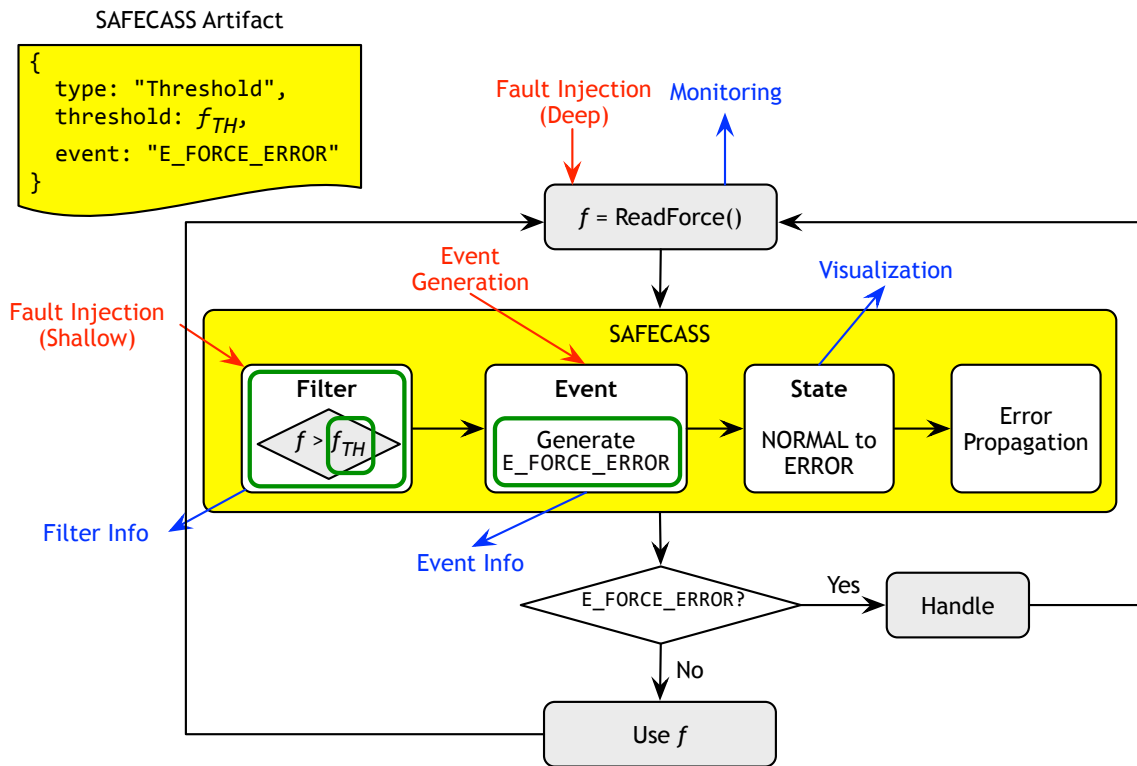 SAFECASS Artifact
{
type: "Threshold",
threshold: f_TH,
event: "E_FORCE_ERROR"
}
Fault Injection
(Deep)
Monitoring
f = ReadForce()
Event
Generation
Visualization
Fault Injection
(Shallow)
SAFECASS
Filter
f > f_TH
Event
Generate
E_FORCE_ERROR
State
NORMAL to
ERROR
Error
Propagation
Filter Info
Event Info
E_FORCE_ERROR?
Yes
Handle
No
Use f